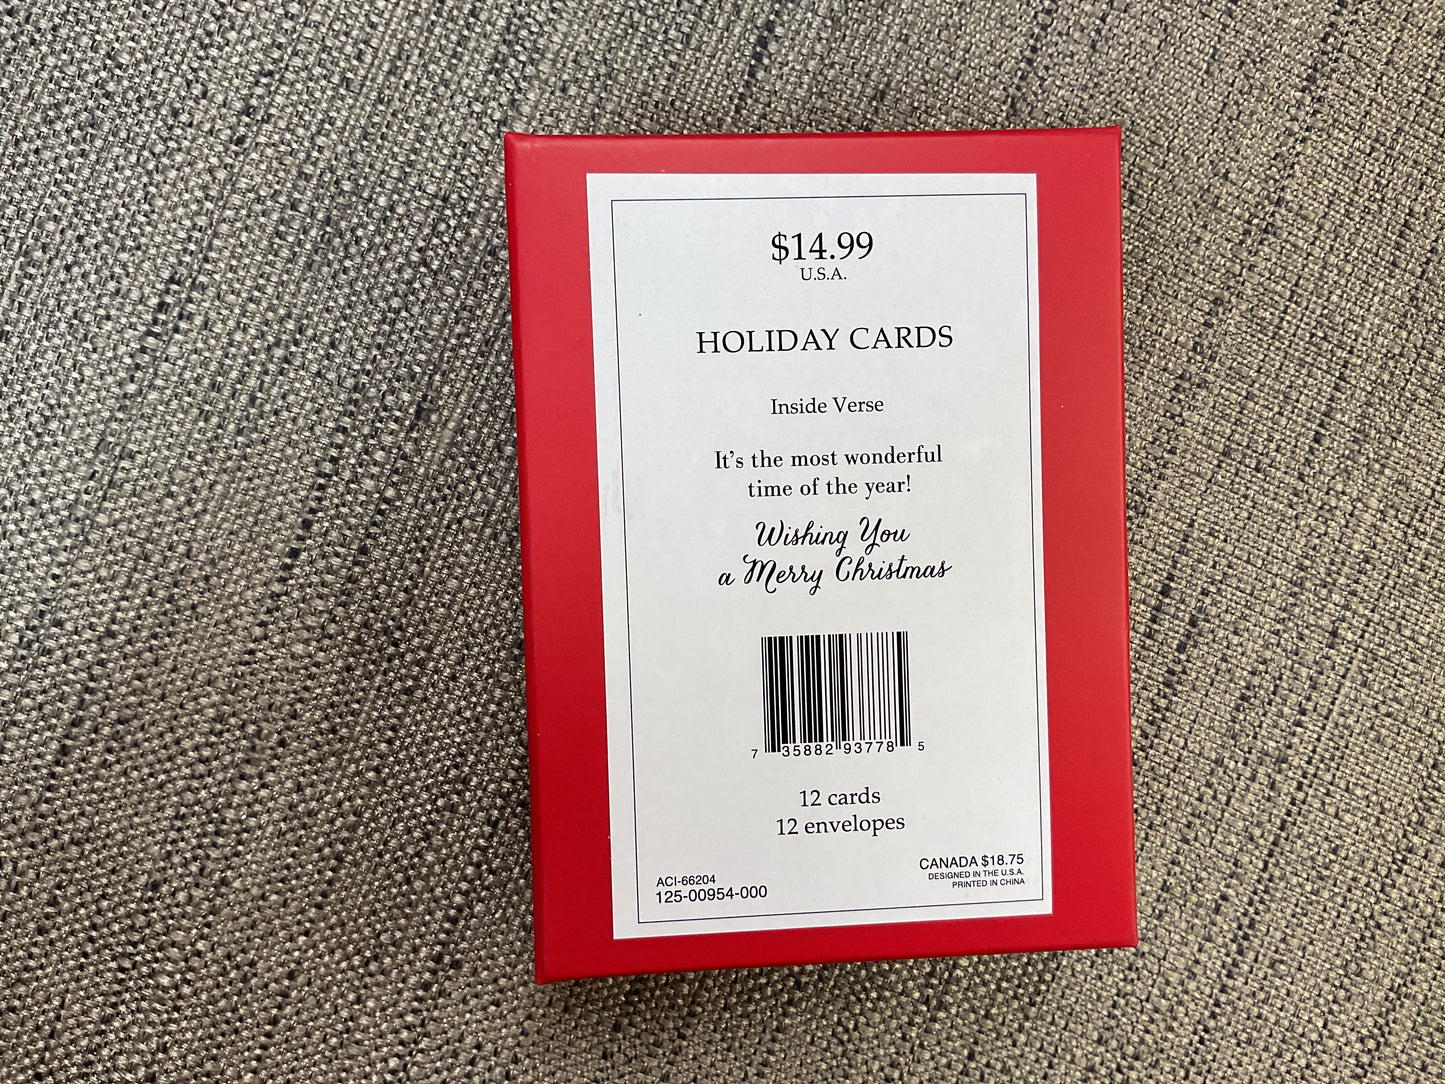 $14.99
U.S.A.
HOLIDAY CARDS
Inside Verse
It's the most wonderful
time of the year!
Wishing You
a Merry Christmas
7 35882 93778 5
12 cards
12 envelopes
ACI-66204
125-00954-000
CANADA $18.75
DESIGNED IN THE U.S.A.
PRINTED IN CHINA